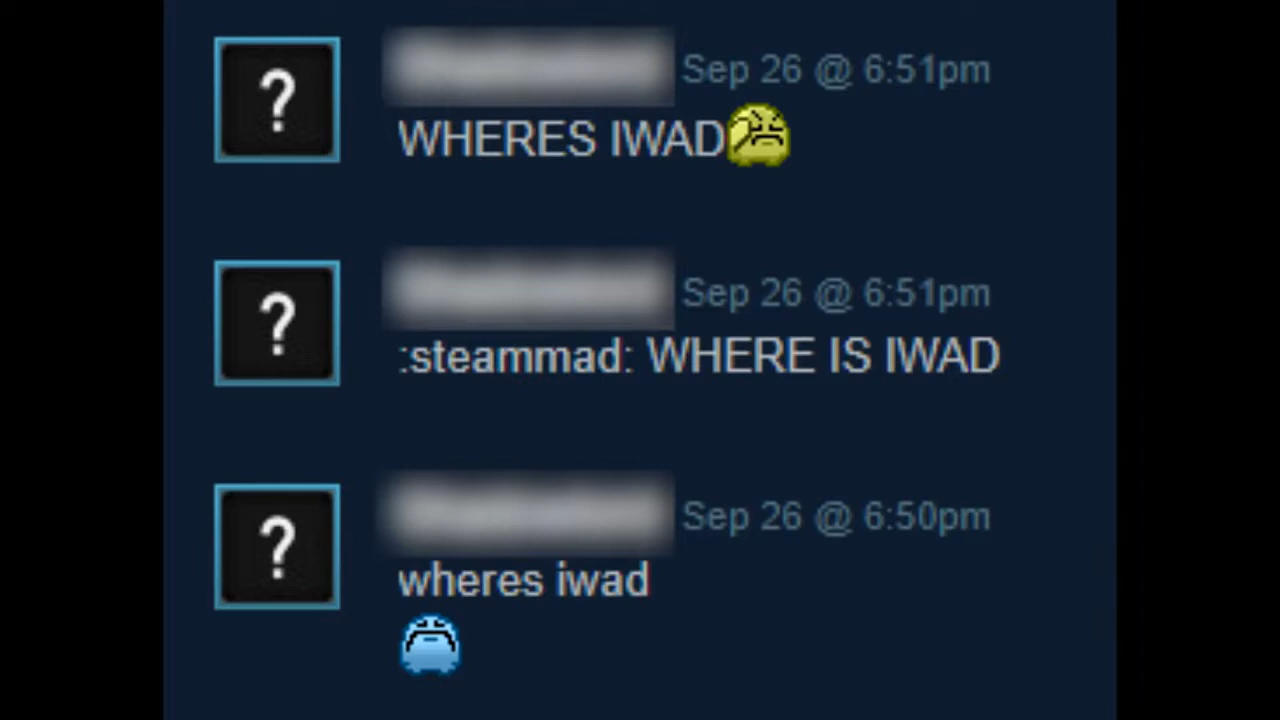 ?
Sep 26 @ 6:51pm
WHERES IWAD
?
Sep 26 @ 6:51pm
:steammad: WHERE IS IWAD
?
Sep 26 @ 6:50pm
wheres iwad